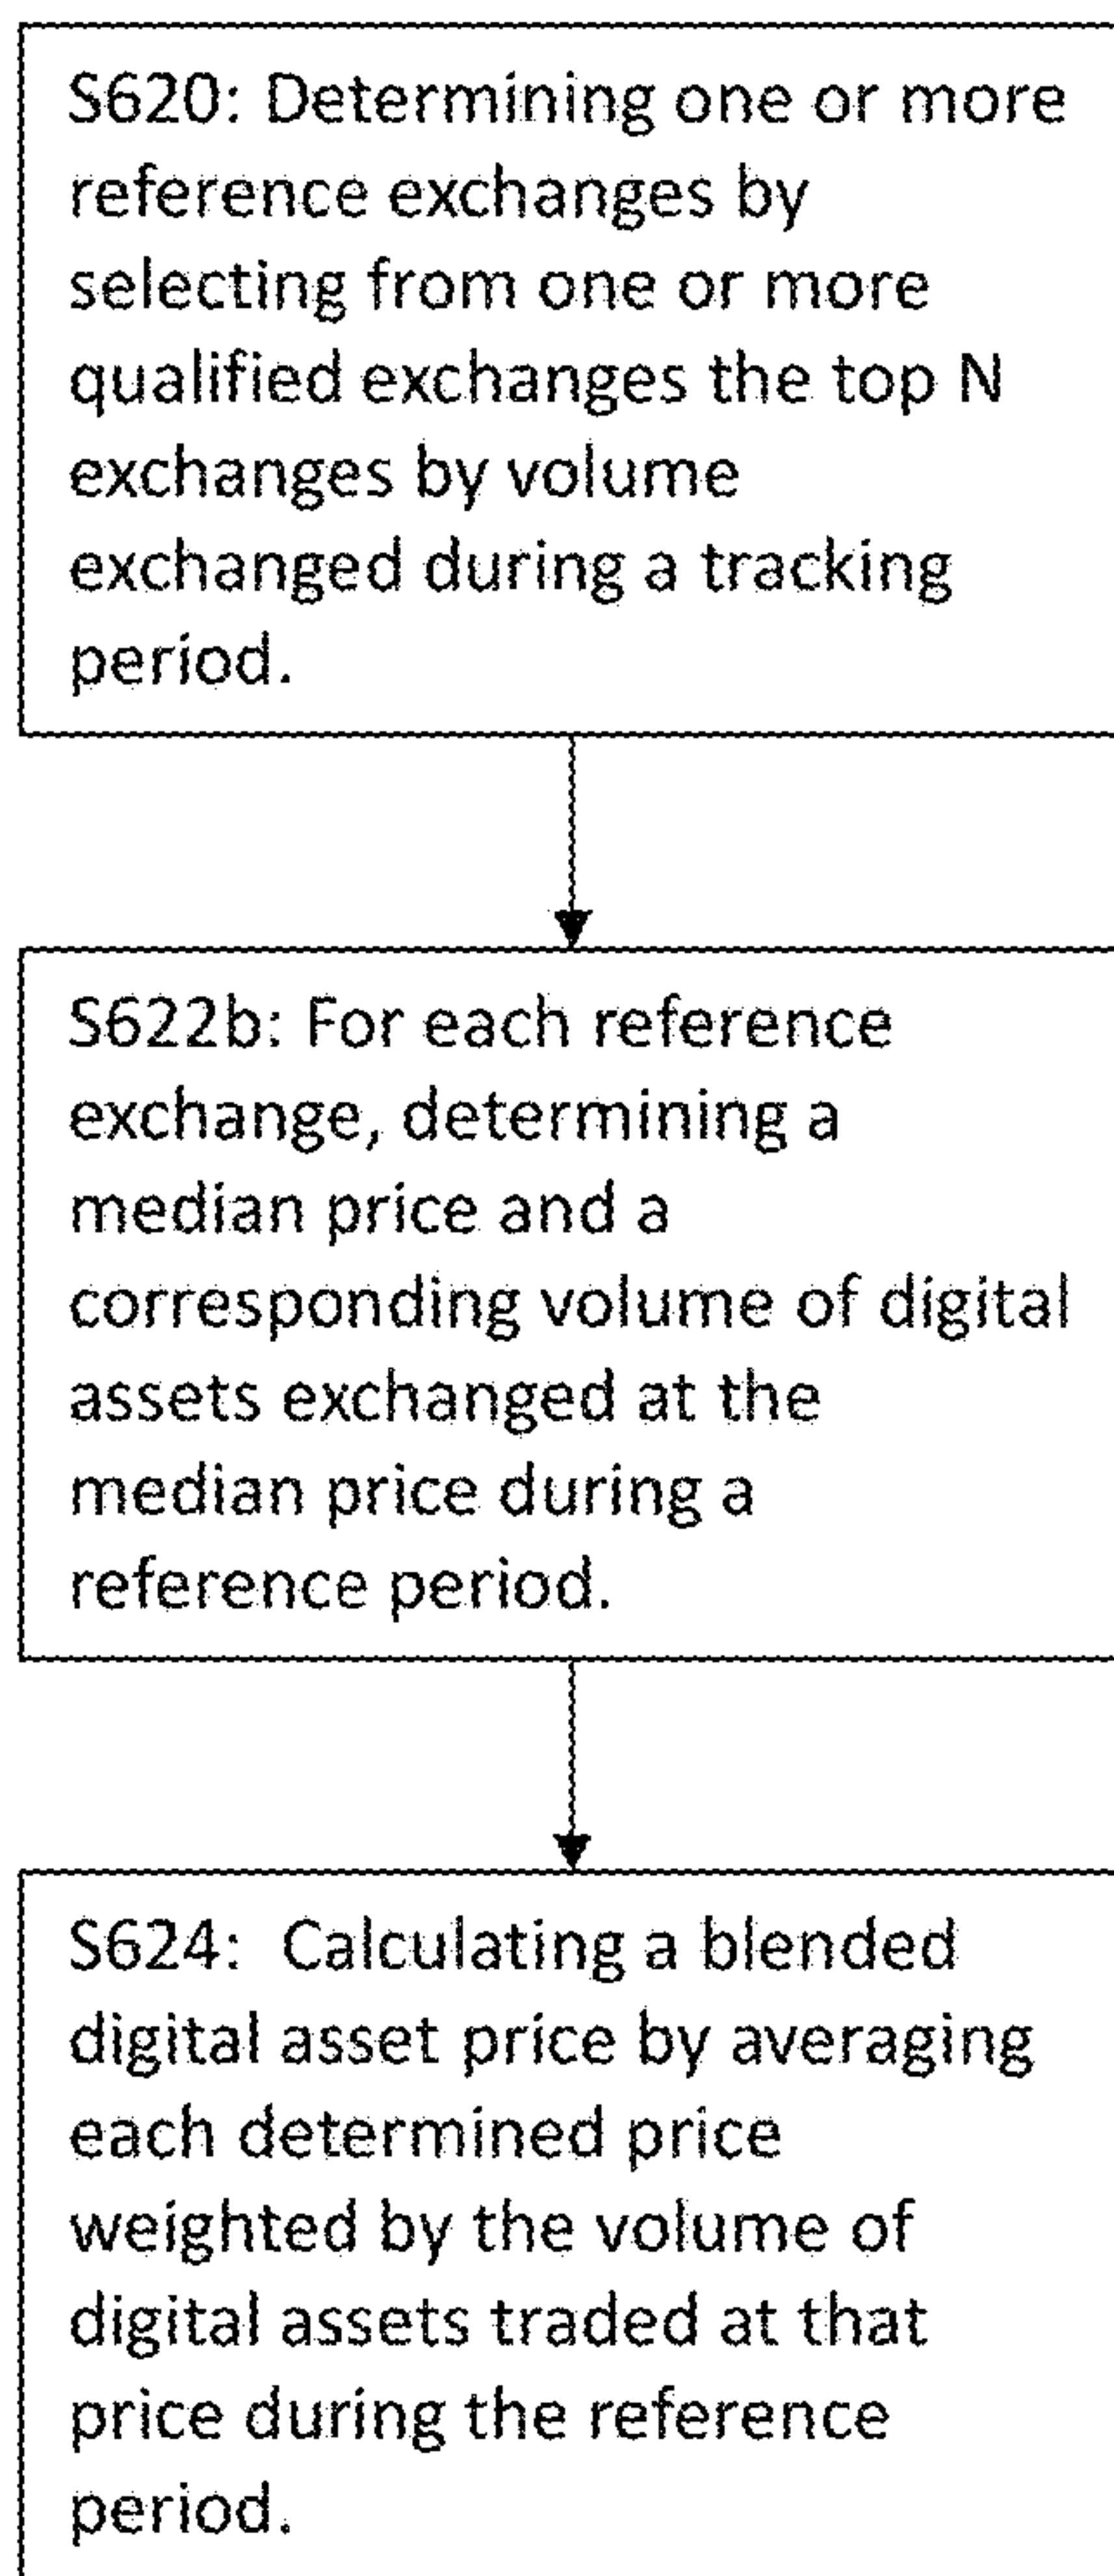 S620: Determining one or more
reference exchanges by
selecting from one or more
qualified exchanges the top N
exchanges by volume
exchanged during a tracking
period.
S622b: For each reference
exchange, determining a
median price and a
corresponding volume of digital
assets exchanged at the
median price during a
reference period.
S624:  Calculating a blended
digital asset price by averaging
each determined price
weighted by the volume of
digital assets traded at that
price during the reference
period.